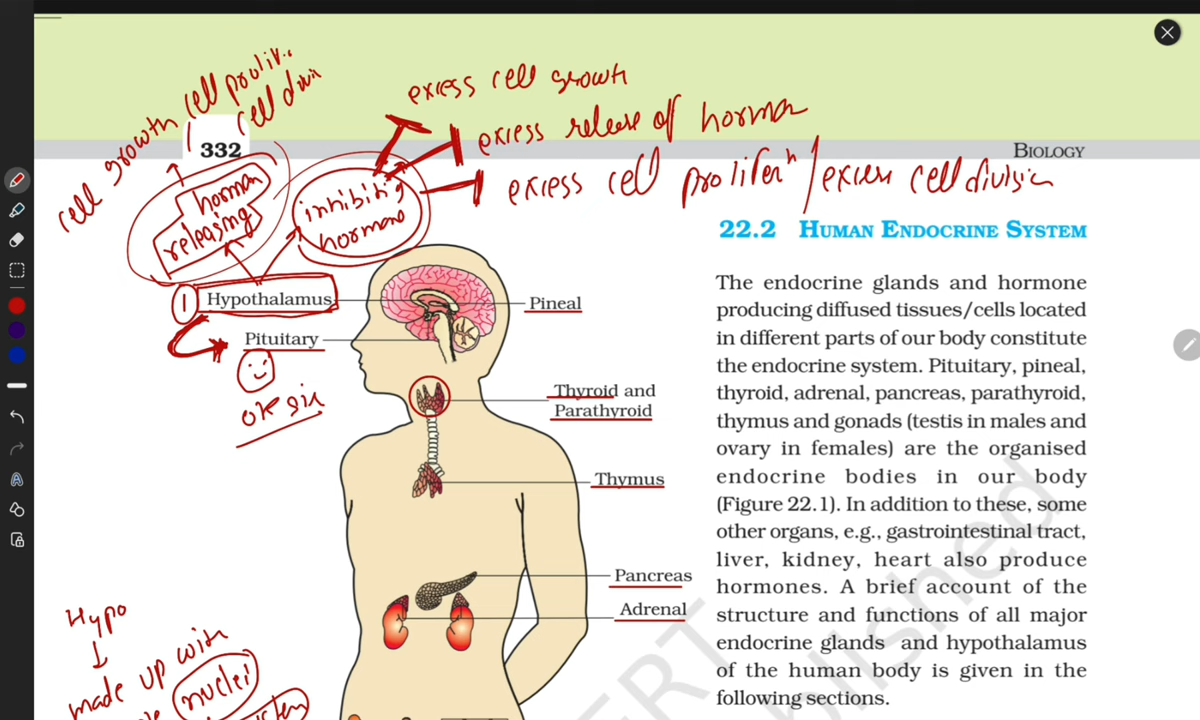 cell growth
cell proliv..
cell divi
excess cell growth
excess release of horman
excess cell prolifern / excess cell division
332
BIOLOGY
horman
releasing
inhibiting
hormone
1 Hypothalamus
Pituitary
ok sir
Pineal
Thyroid and
Parathyroid
Thymus
Pancreas
Adrenal
Hypo
made up with
nuclei
22.2 HUMAN ENDOCRINE SYSTEM
The endocrine glands and hormone
producing diffused tissues/cells located
in different parts of our body constitute
the endocrine system. Pituitary, pineal,
thyroid, adrenal, pancreas, parathyroid,
thymus and gonads (testis in males and
ovary in females) are the organised
endocrine bodies in our body
(Figure 22.1). In addition to these, some
other organs, e.g., gastrointestinal tract,
liver, kidney, heart also produce
hormones. A brief account of the
structure and functions of all major
endocrine glands and hypothalamus
of the human body is given in the
following sections.